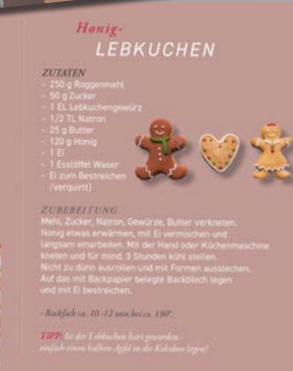 Honig-
LEBKUCHEN
ZUTATEN
- 250 g Roggenmehl
- 50 g Zucker
- 1 EL Lebkuchengewürz
- 1/2 TL Natron
- 25 g Butter
- 120 g Honig
- 1 Ei
- 1 Esslöffel Waser
- Ei zum Bestreichen
(verquirlt)
ZUBEREITUNG
Mehl, Zucker, Natron, Gewürze, Butter verkneten.
Honig etwas erwärmen, mit Ei vermischen und
langsam einarbeiten. Mit der Hand oder Küchenmaschine
kneten und für mind. 3 Stunden kühl stellen.
Nicht zu dünn ausrollen und mit Formen ausstechen.
Auf das mit Backpapier belegte Backblech legen
und mit Ei bestreichen.
- Backfach ca. 10 -12 min bei ca. 180°.
TIPP: Ist der Lebkuchen hart geworden -
einfach einen halben Apfel in die Keksdose legen!